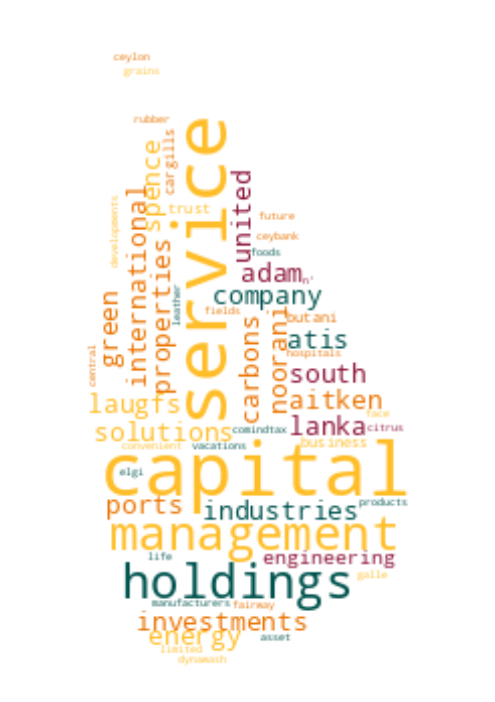 ceylon
grains
rubber
service
spence
cargills
international
developments
trust
united
future
ceybank
foods
adam
n'
properties
company
leather
fields
green
carbons
noorani
butani
atis
hospitals
central
south
laugfs
aitken
face
solutions
comindtax
lanka
citrus
convenient
vacations
business
capital
elgi
ports
industries
products
management
life
engineering
holdings
galle
manufacturers
fairway
investments
energy
asset
limited
dynawash